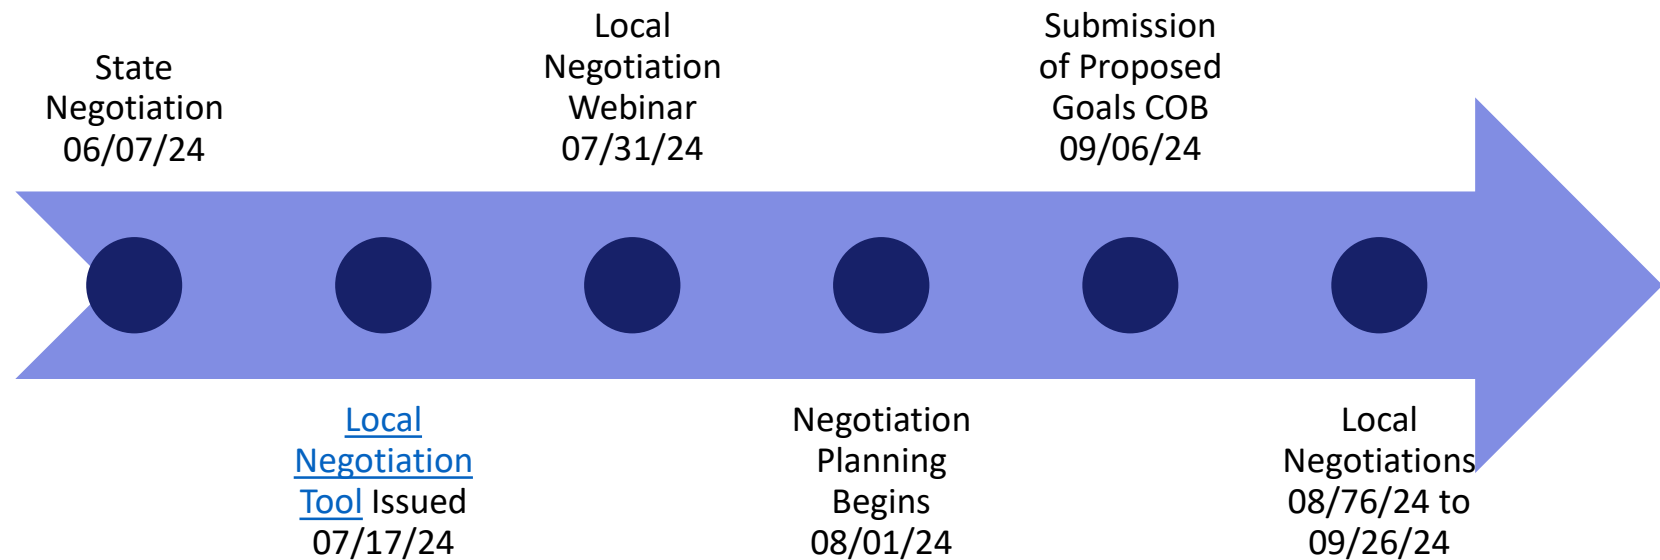 State
Negotiation
06/07/24
Local
Negotiation
Tool Issued
07/17/24
Local
Negotiation
Webinar
07/31/24
Negotiation
Planning
Begins
08/01/24
Submission
of Proposed
Goals COB
09/06/24
Local
Negotiations
08/76/24 to
09/26/24